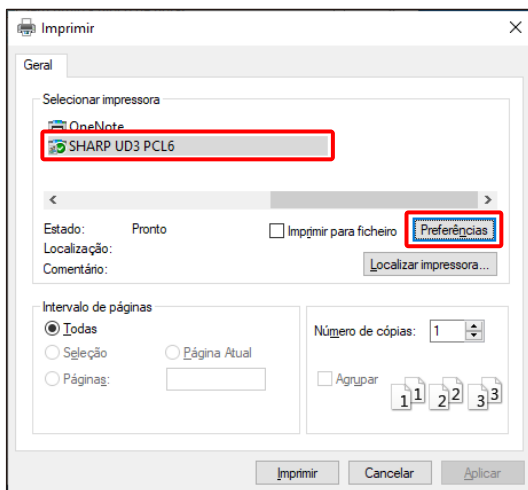 Imprimir
Geral
Selecionar impressora
OneNote
SHARP UD3 PCL6
Estado: Pronto
Imprimir para ficheiro
Preferências
Localização:
Comentário:
Localizar impressora...
Intervalo de páginas
Todas
Seleção
Página Atual
Páginas:
Número de cópias: 1
Agrupar
1 1 2 2 3 3
Imprimir
Cancelar
Aplicar